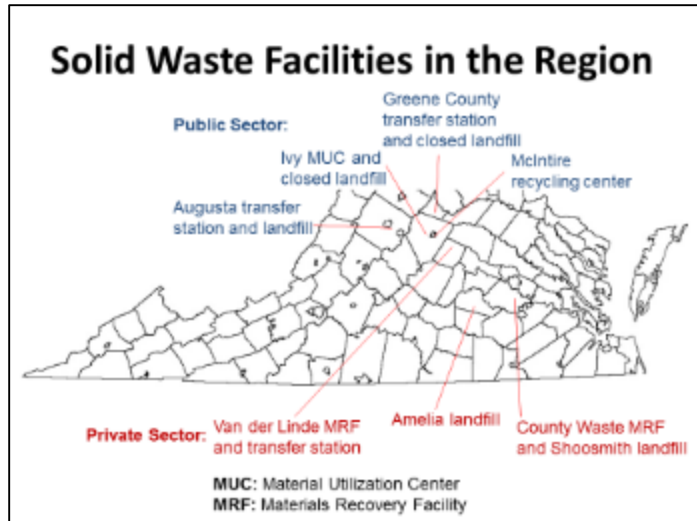 Solid Waste Facilities in the Region
Public Sector:
Greene County
transfer station
and closed landfill
Ivy MUC and
closed landfill
McIntire
recycling center
Augusta transfer
station and landfill
Private Sector:
Van der Linde MRF
and transfer station
Amelia landfill
County Waste MRF
and Shoosmith landfill
MUC: Material Utilization Center
MRF: Materials Recovery Facility